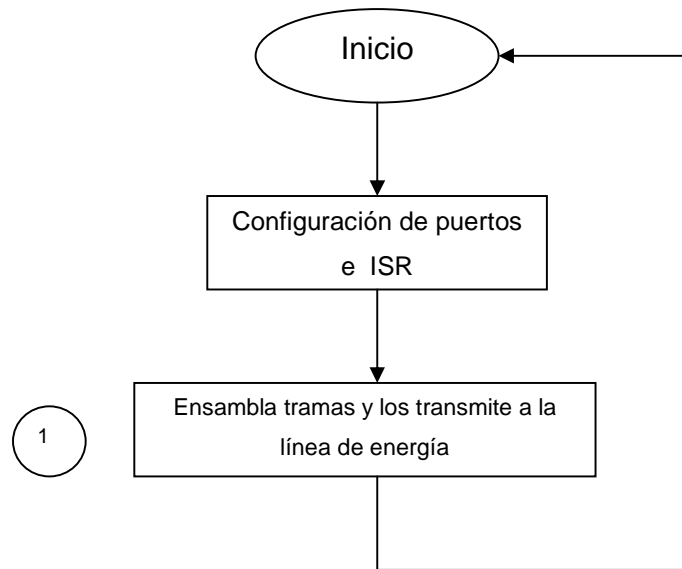 Inicio
Configuración de puertos
e ISR
Ensambla tramas y los transmite a la
línea de energía
1